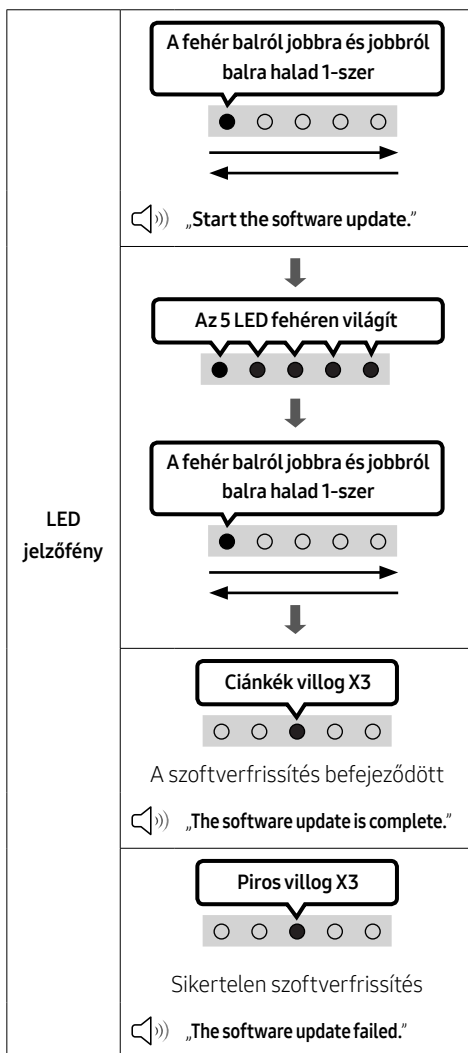 A fehér balról jobbra és jobbról
balra halad 1-szer
„Start the software update.”
Az 5 LED fehéren világít
A fehér balról jobbra és jobbról
balra halad 1-szer
LED
jelzőfény
Ciánkék villog X3
A szoftverfrissítés befejeződött
„The software update is complete.”
Piros villog X3
Sikertelen szoftverfrissítés
„The software update failed.”